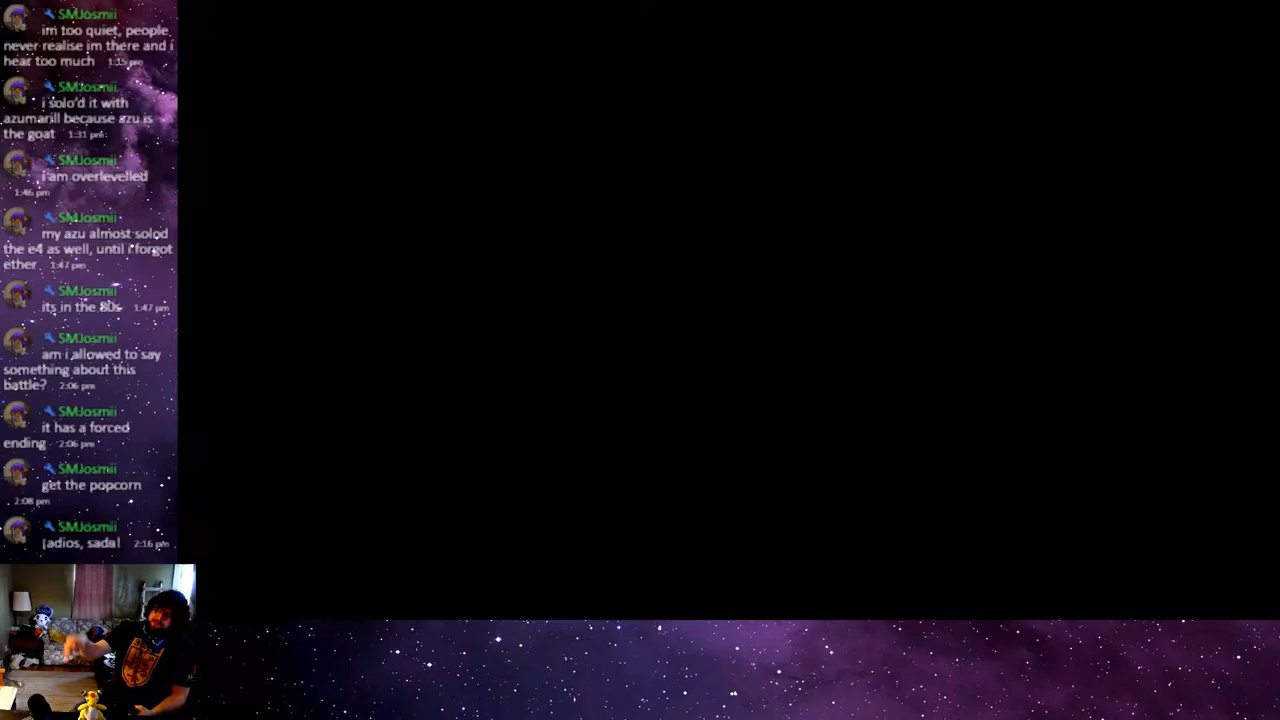 SMJosmii
im too quiet, people
never realise im there and i
hear too much 1:15 pm
SMJosmii
i solo'd it with
azumarill because azu is
the goat 1:31 pm
SMJosmii
i am overlevelled
1:46 pm
SMJosmii
my azu almost solod
the e4 as well, until i forgot
ether 1:47 pm
SMJosmii
its in the 80s 1:47 pm
SMJosmii
am i allowed to say
something about this
battle? 2:06 pm
SMJosmii
it has a forced
ending 2:06 pm
SMJosmii
get the popcorn
2:08 pm
SMJosmii
¡adios, sada! 2:16 pm